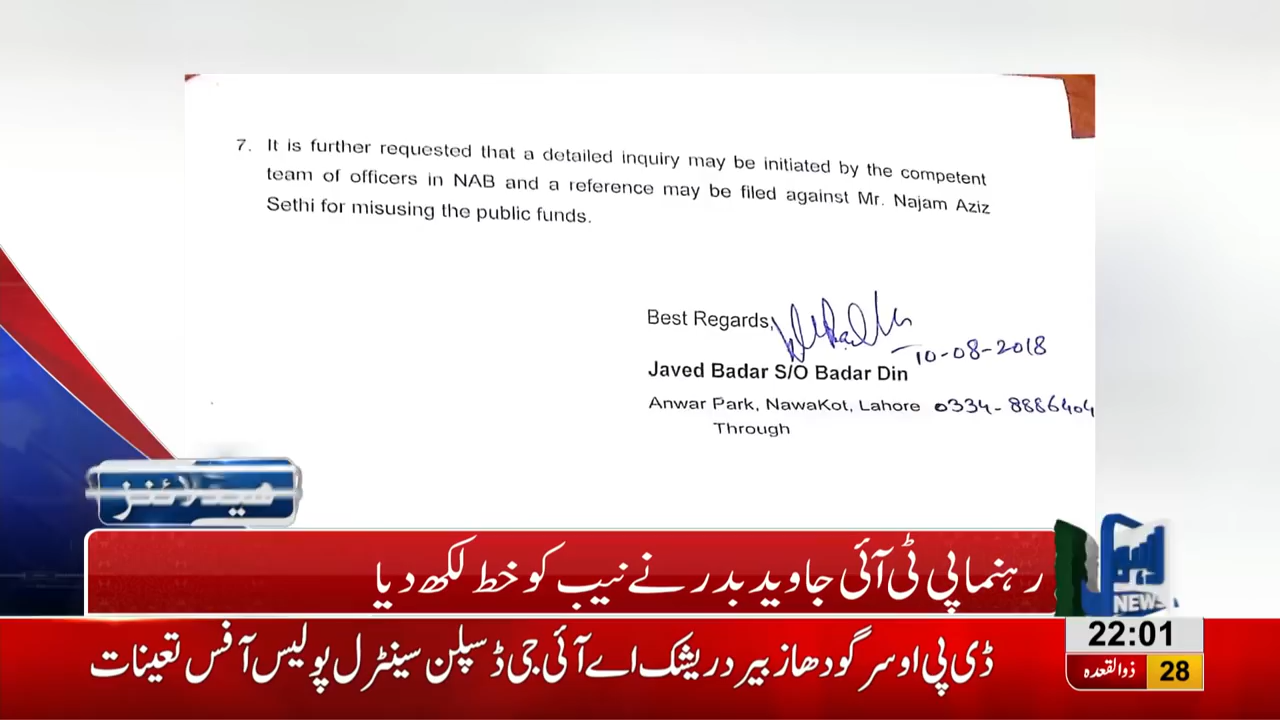 7. It is further requested that a detailed inquiry may be initiated by the competent
team of officers in NAB and a reference may be filed against Mr. Najam Aziz
Sethi for misusing the public funds.
Best Regards,
10-08-2018
Javed Badar S/O Badar Din
Anwar Park, NawaKot, Lahore 0334-8886404
Through
ہیڈلائنز
رہنما پی ٹی آئی جاوید بدر نے نیب کو خط لکھ دیا
NEWS
ڈی پی او سرگودھا زبیر دریشک اے آئی جی ڈسپلن سینٹرل پولیس آفس تعینات
22:01
28 ذوالقعدہ